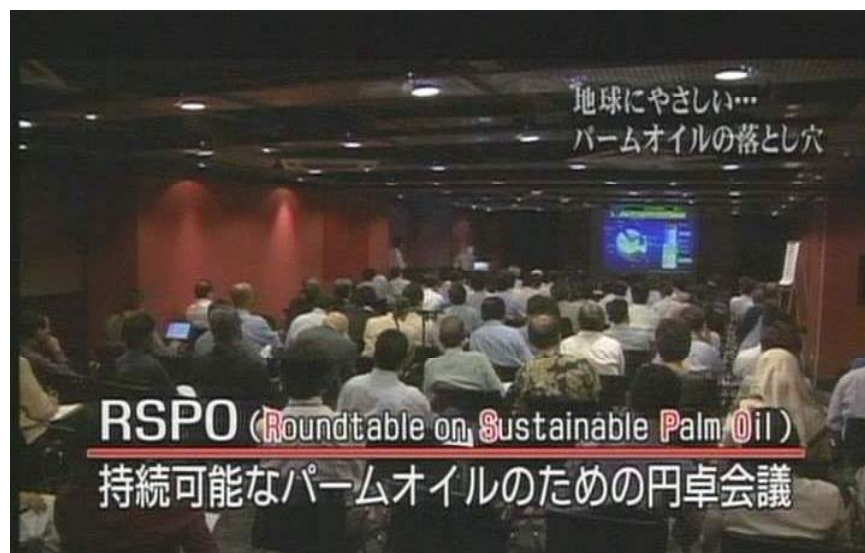 地球にやさしい…
パームオイルの落とし穴
RSPO (Roundtable on Sustainable Palm Oil)
持続可能なパームオイルのための円卓会議